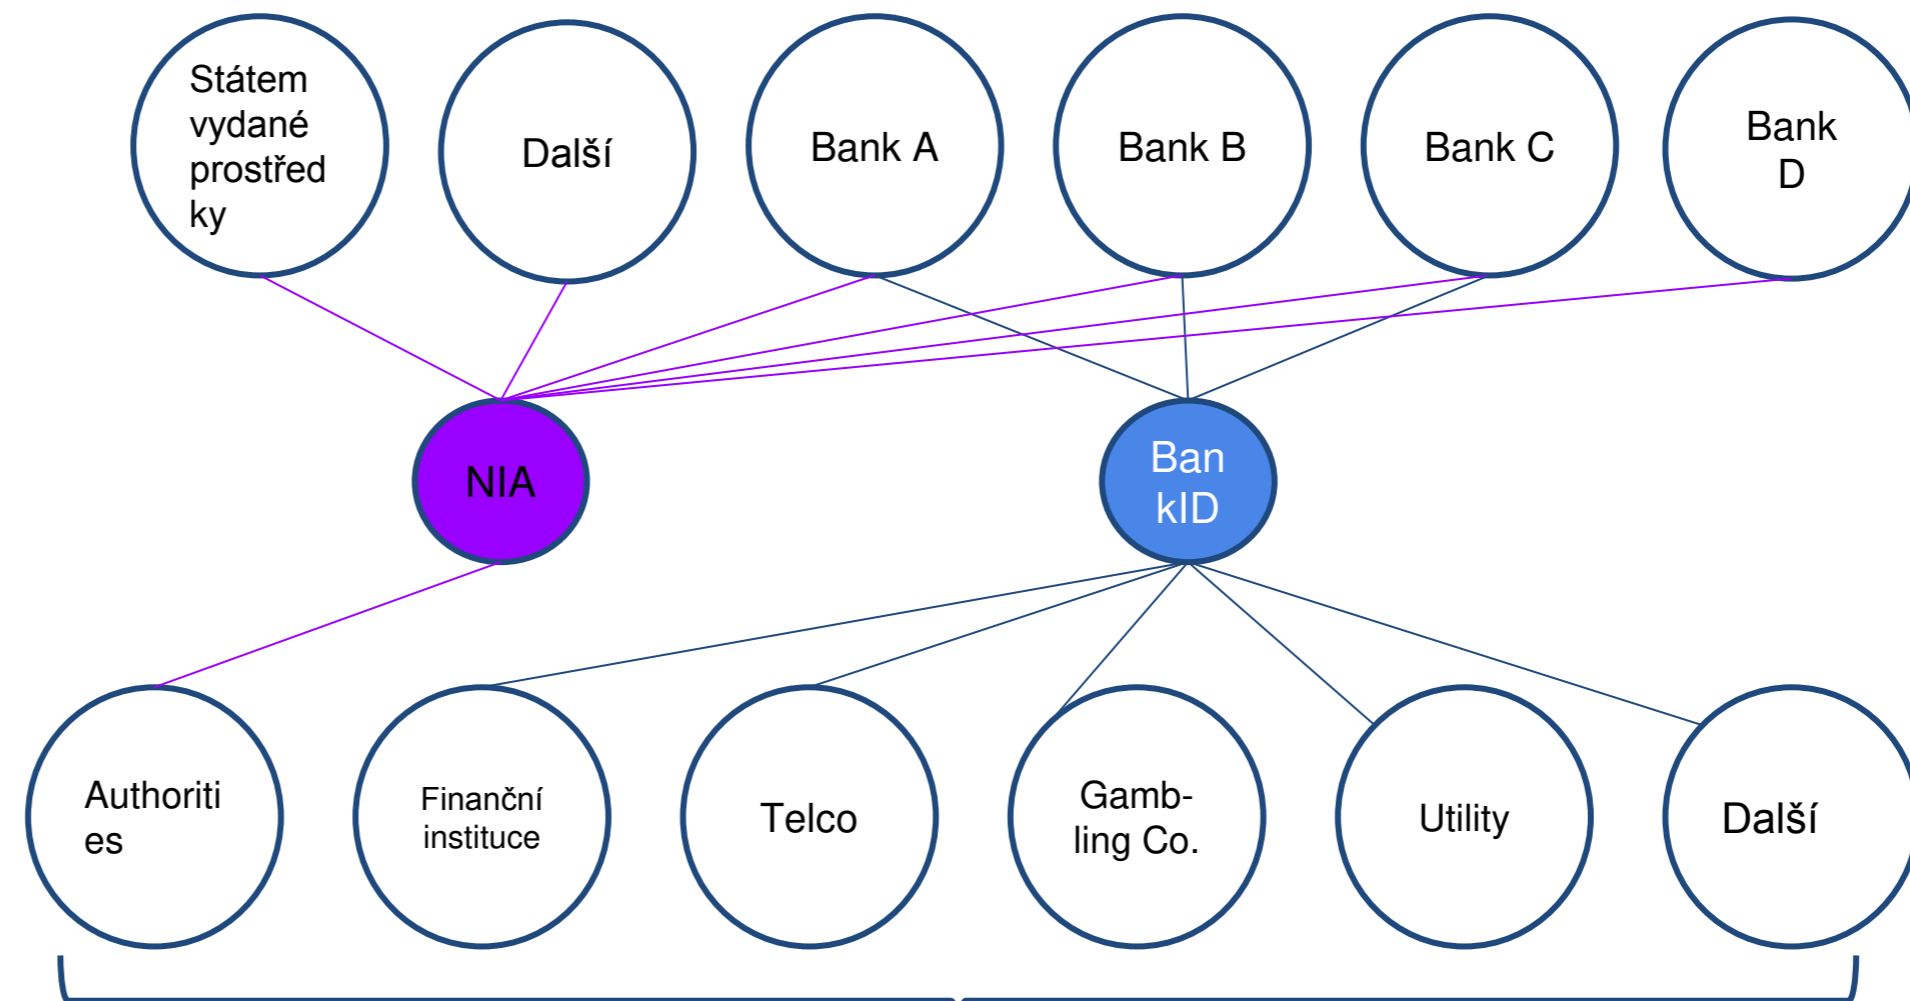 Státem
vydané
prostřed
ky
Další
Bank A
Bank B
Bank C
Bank
D
NIA
Ban
kID
Authoriti
es
Finanční
instituce
Telco
Gamb-
ling Co.
Utility
Další